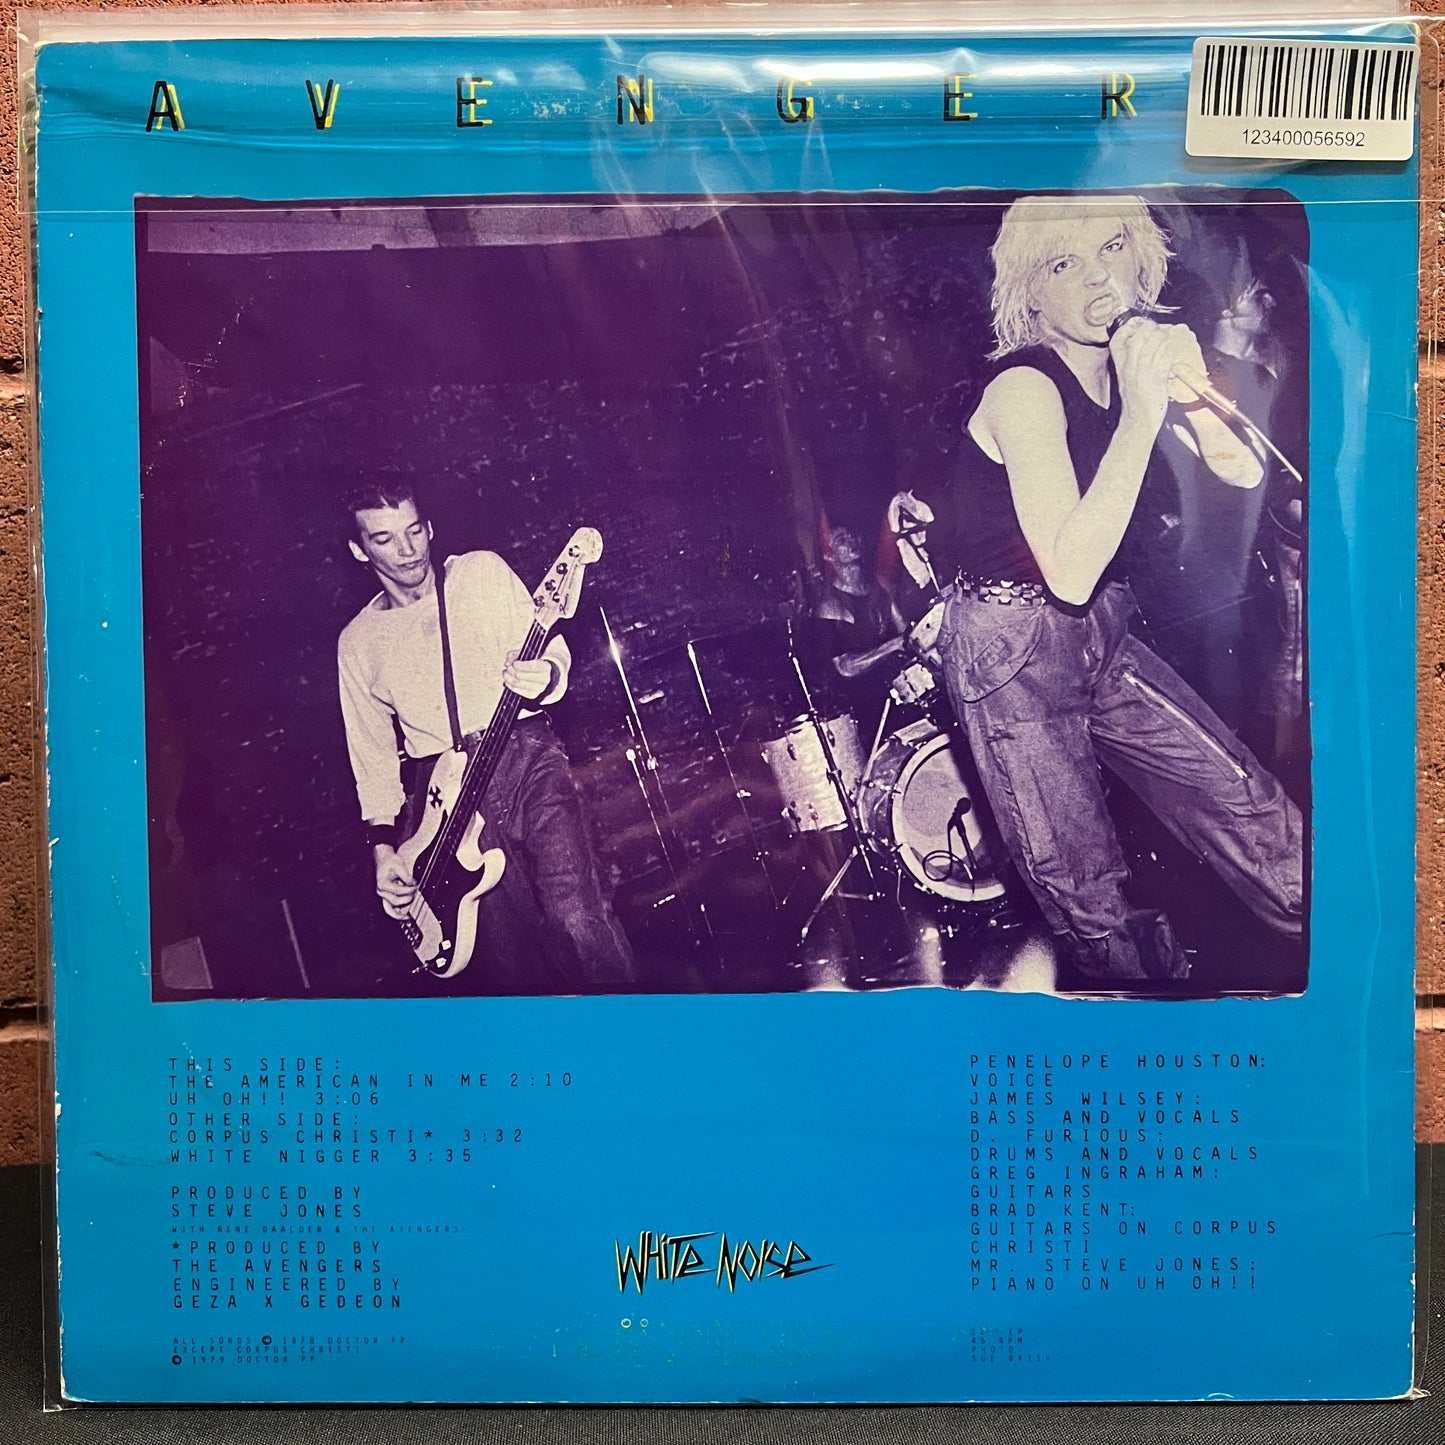 AVENGER
123400056592
THIS SIDE:
THE AMERICAN IN ME 2:10
UH OH!! 3:06
OTHER SIDE:
CORPUS CHRISTI* 3:32
WHITE NIGGER 3:35
PRODUCED BY
STEVE JONES
WITH RENE DAALDER & THE AVENGERS
*PRODUCED BY
THE AVENGERS
ENGINEERED BY
GEZA X GEDEON
ALL SONGS © 1978 DOCTOR PP
EXCEPT CORPUS CHRISTI
© 1979 DOCTOR PP
WHITE NOISE
PENELOPE HOUSTON:
VOICE
JAMES WILSEY:
BASS AND VOCALS
D. FURIOUS:
DRUMS AND VOCALS
GREG INGRAHAM:
GUITARS
BRAD KENT:
GUITARS ON CORPUS
CHRISTI
MR. STEVE JONES:
PIANO ON UH OH!!
12" EP
45 RPM
PHOTO:
SUE BRISK